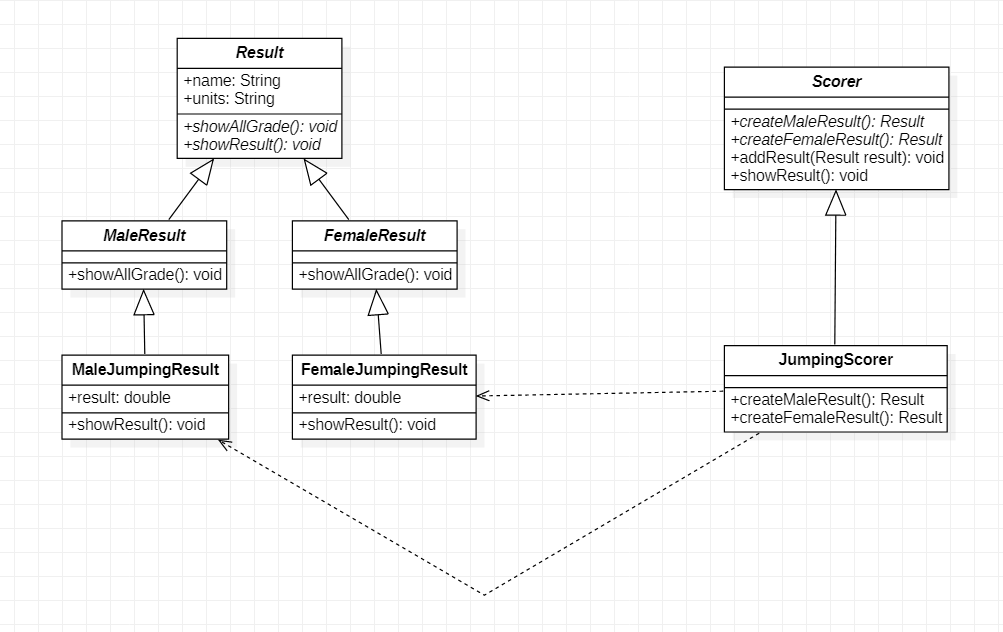 Result
+name: String
+units: String
+showAllGrade(): void
+showResult(): void
Scorer
+createMaleResult(): Result
+createFemaleResult(): Result
+addResult(Result result): void
+showResult(): void
MaleResult
+showAllGrade(): void
FemaleResult
+showAllGrade(): void
MaleJumpingResult
+result: double
+showResult(): void
FemaleJumpingResult
+result: double
+showResult(): void
JumpingScorer
+createMaleResult(): Result
+createFemaleResult(): Result